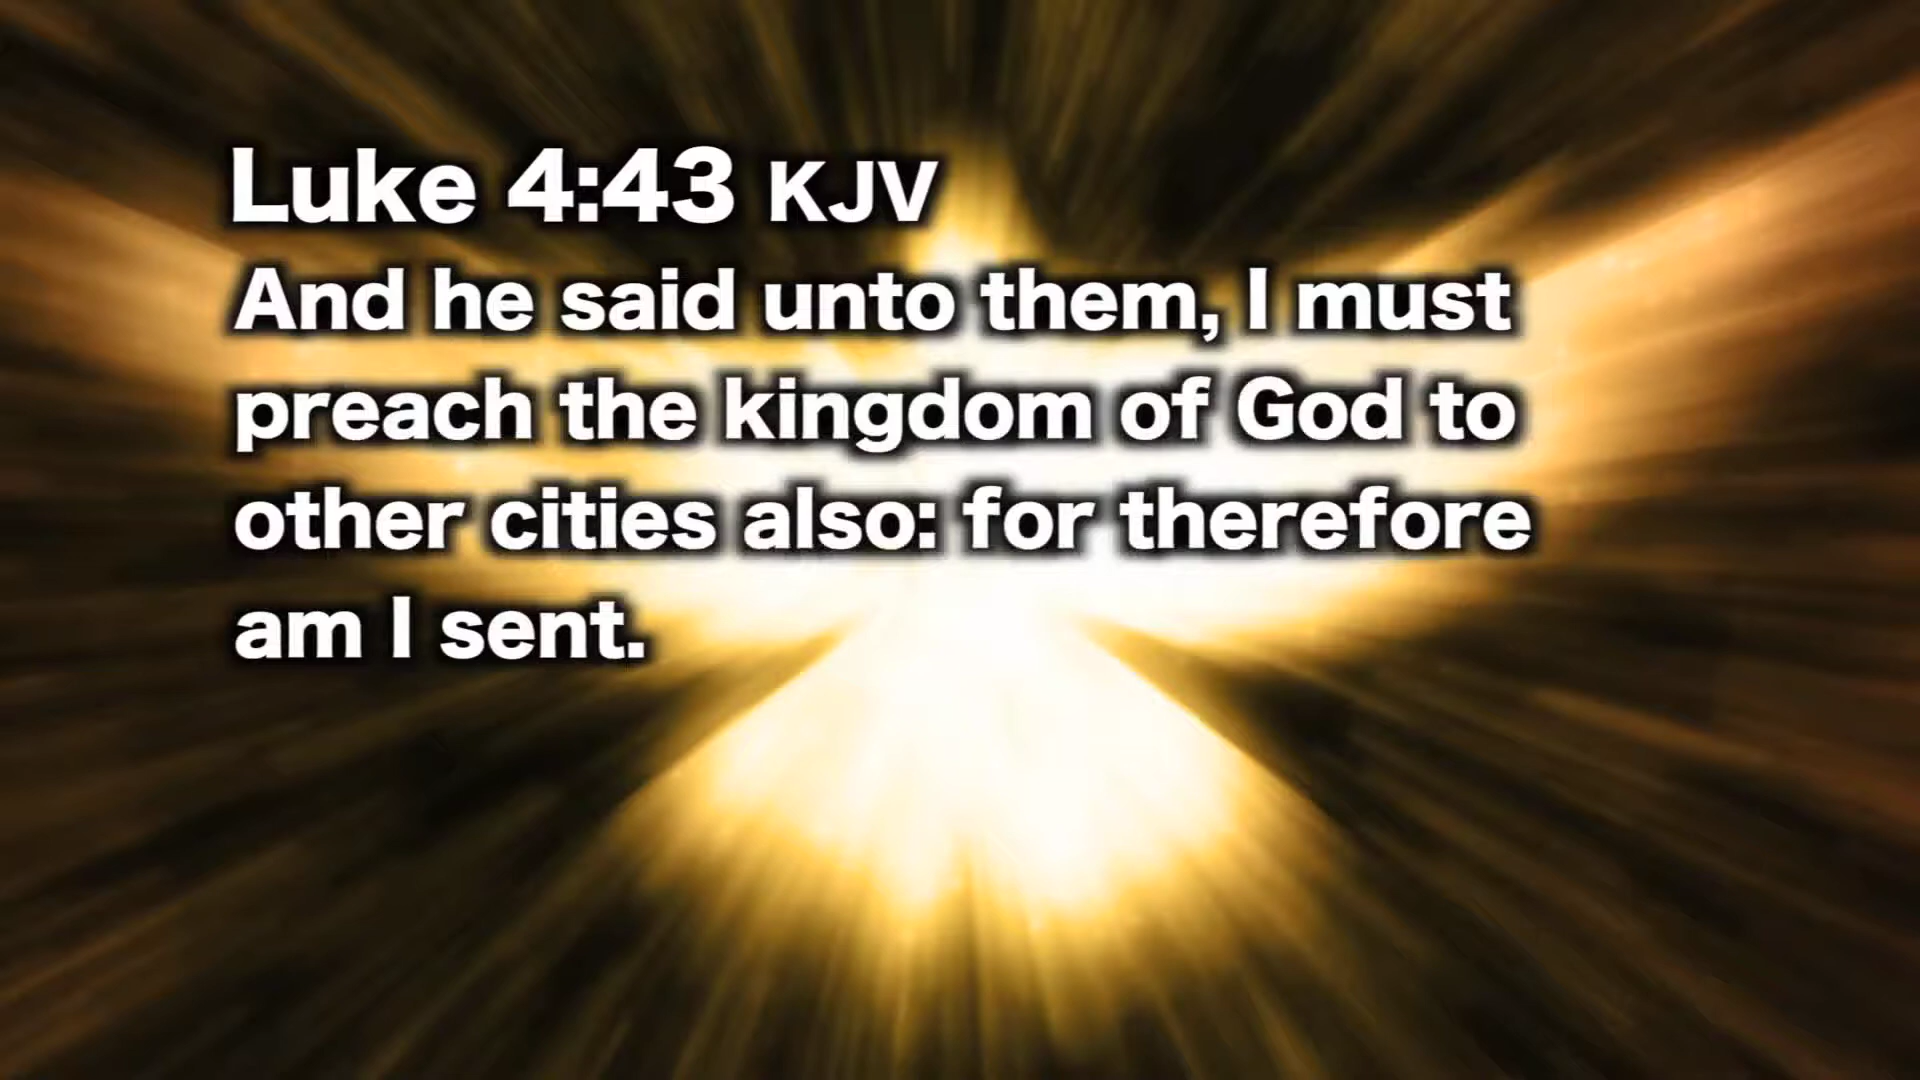 Luke 4:43 KJV
And he said unto them, I must
preach the kingdom of God to
other cities also: for therefore
am I sent.